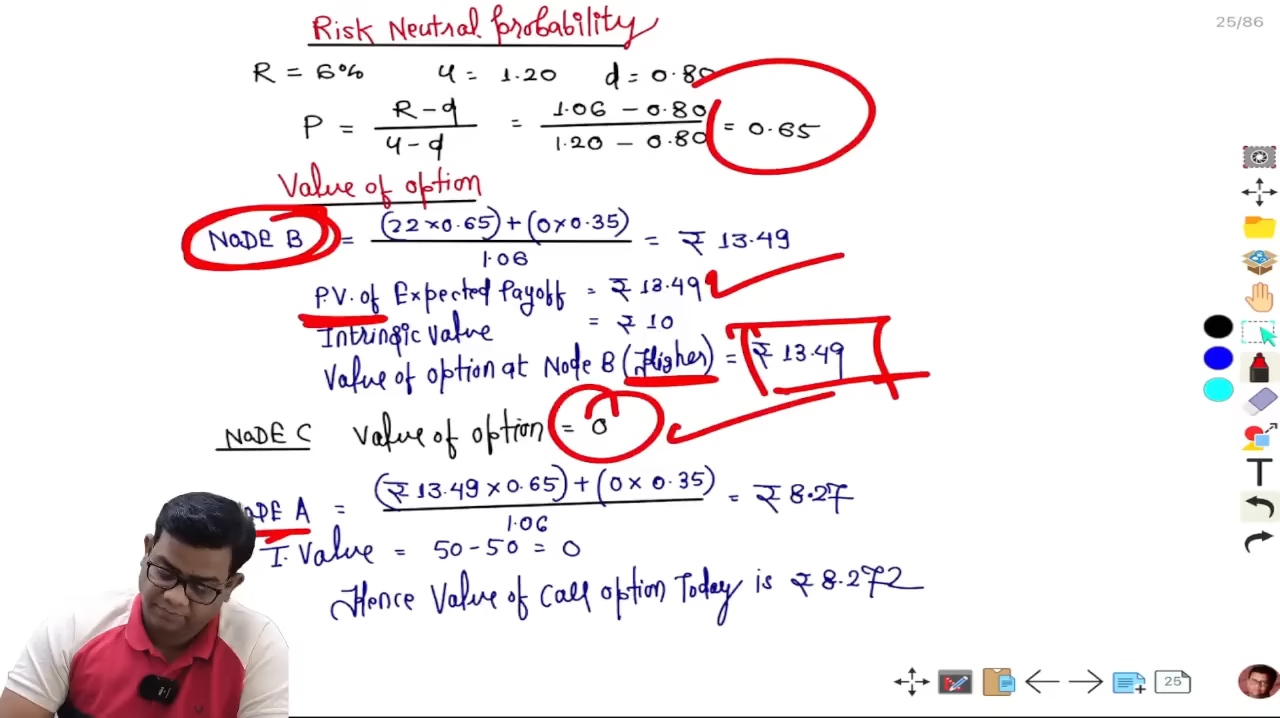 25/86
Risk Neutral probability
R = 6% u = 1.20 d = 0.80
P = R-d / u-d = 1.06 - 0.80 / 1.20 - 0.80 = 0.65
Value of option
NODE B = (22×0.65)+(0×0.35) / 1.06 = ₹ 13.49
P.V. of Expected Payoff = ₹ 13.49
Intrinsic Value = ₹ 10
Value of option at Node B (Higher) = ₹ 13.49
NODE C Value of option = 0
NODE A = (₹ 13.49 × 0.65) + (0 × 0.35) / 1.06 = ₹ 8.27
I. Value = 50 - 50 = 0
Hence Value of Call option Today is ₹ 8.272
T
25